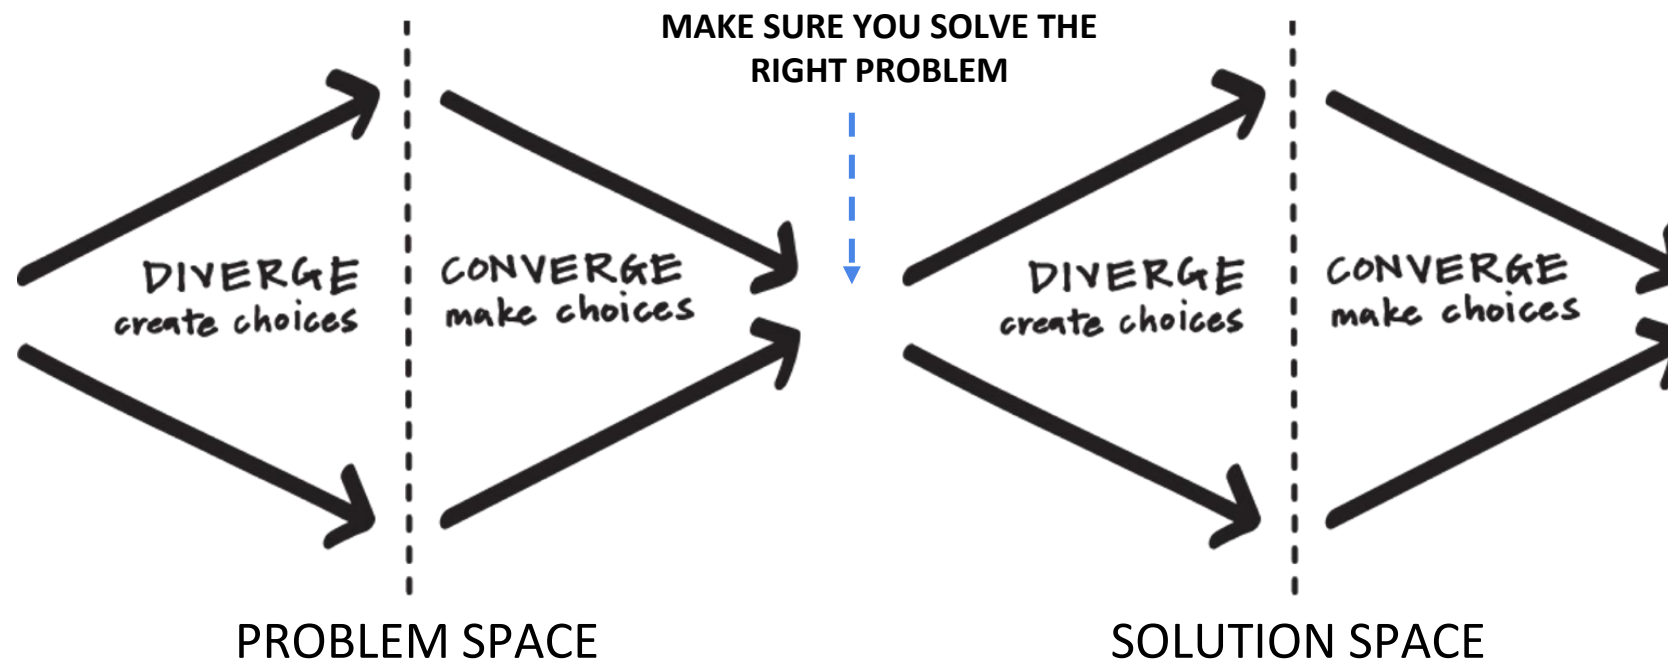 MAKE SURE YOU SOLVE THE
RIGHT PROBLEM
DIVERGE
create choices
CONVERGE
make choices
DIVERGE
create choices
CONVERGE
make choices
PROBLEM SPACE
SOLUTION SPACE